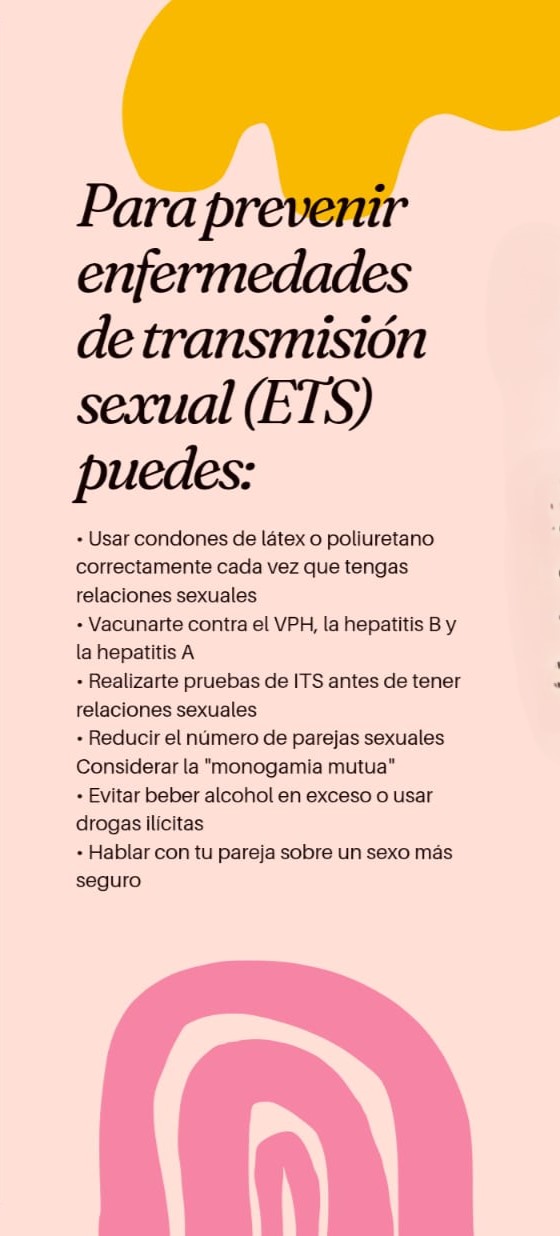 Para prevenir
enfermedades
de transmisión
sexual (ETS)
puedes:
• Usar condones de látex o poliuretano
correctamente cada vez que tengas
relaciones sexuales
• Vacunarte contra el VPH, la hepatitis B y
la hepatitis A
• Realizarte pruebas de ITS antes de tener
relaciones sexuales
• Reducir el número de parejas sexuales
Considerar la "monogamia mutua"
• Evitar beber alcohol en exceso o usar
drogas ilícitas
• Hablar con tu pareja sobre un sexo más
seguro